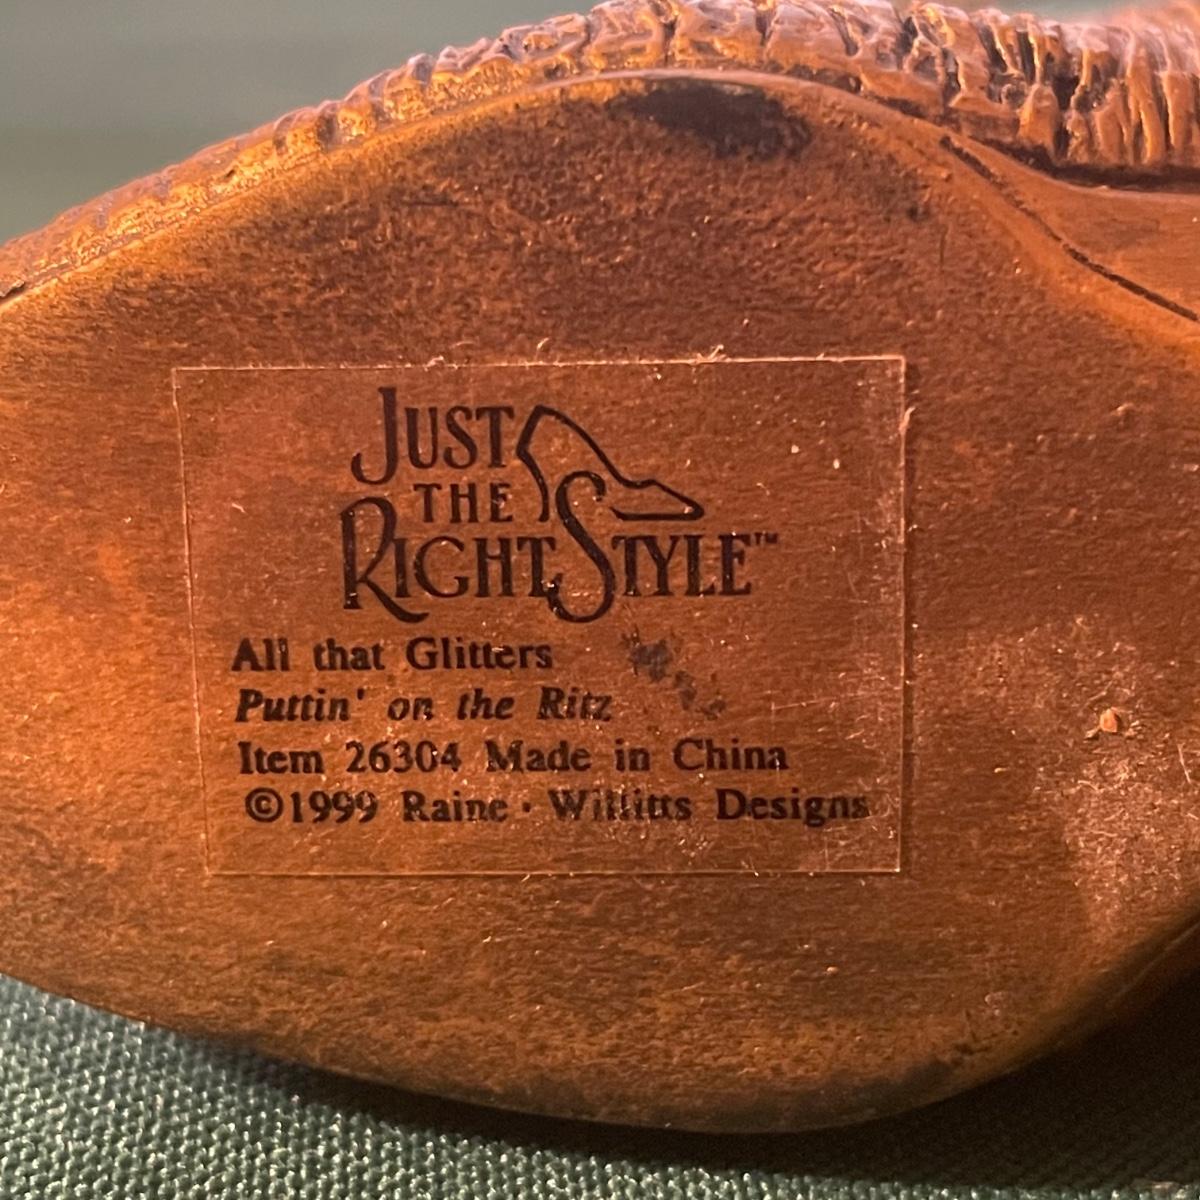 JUST
THE
RIGHT STYLE™
All that Glitters
Puttin' on the Ritz
Item 26304 Made in China
©1999 Raine · Willitts Designs